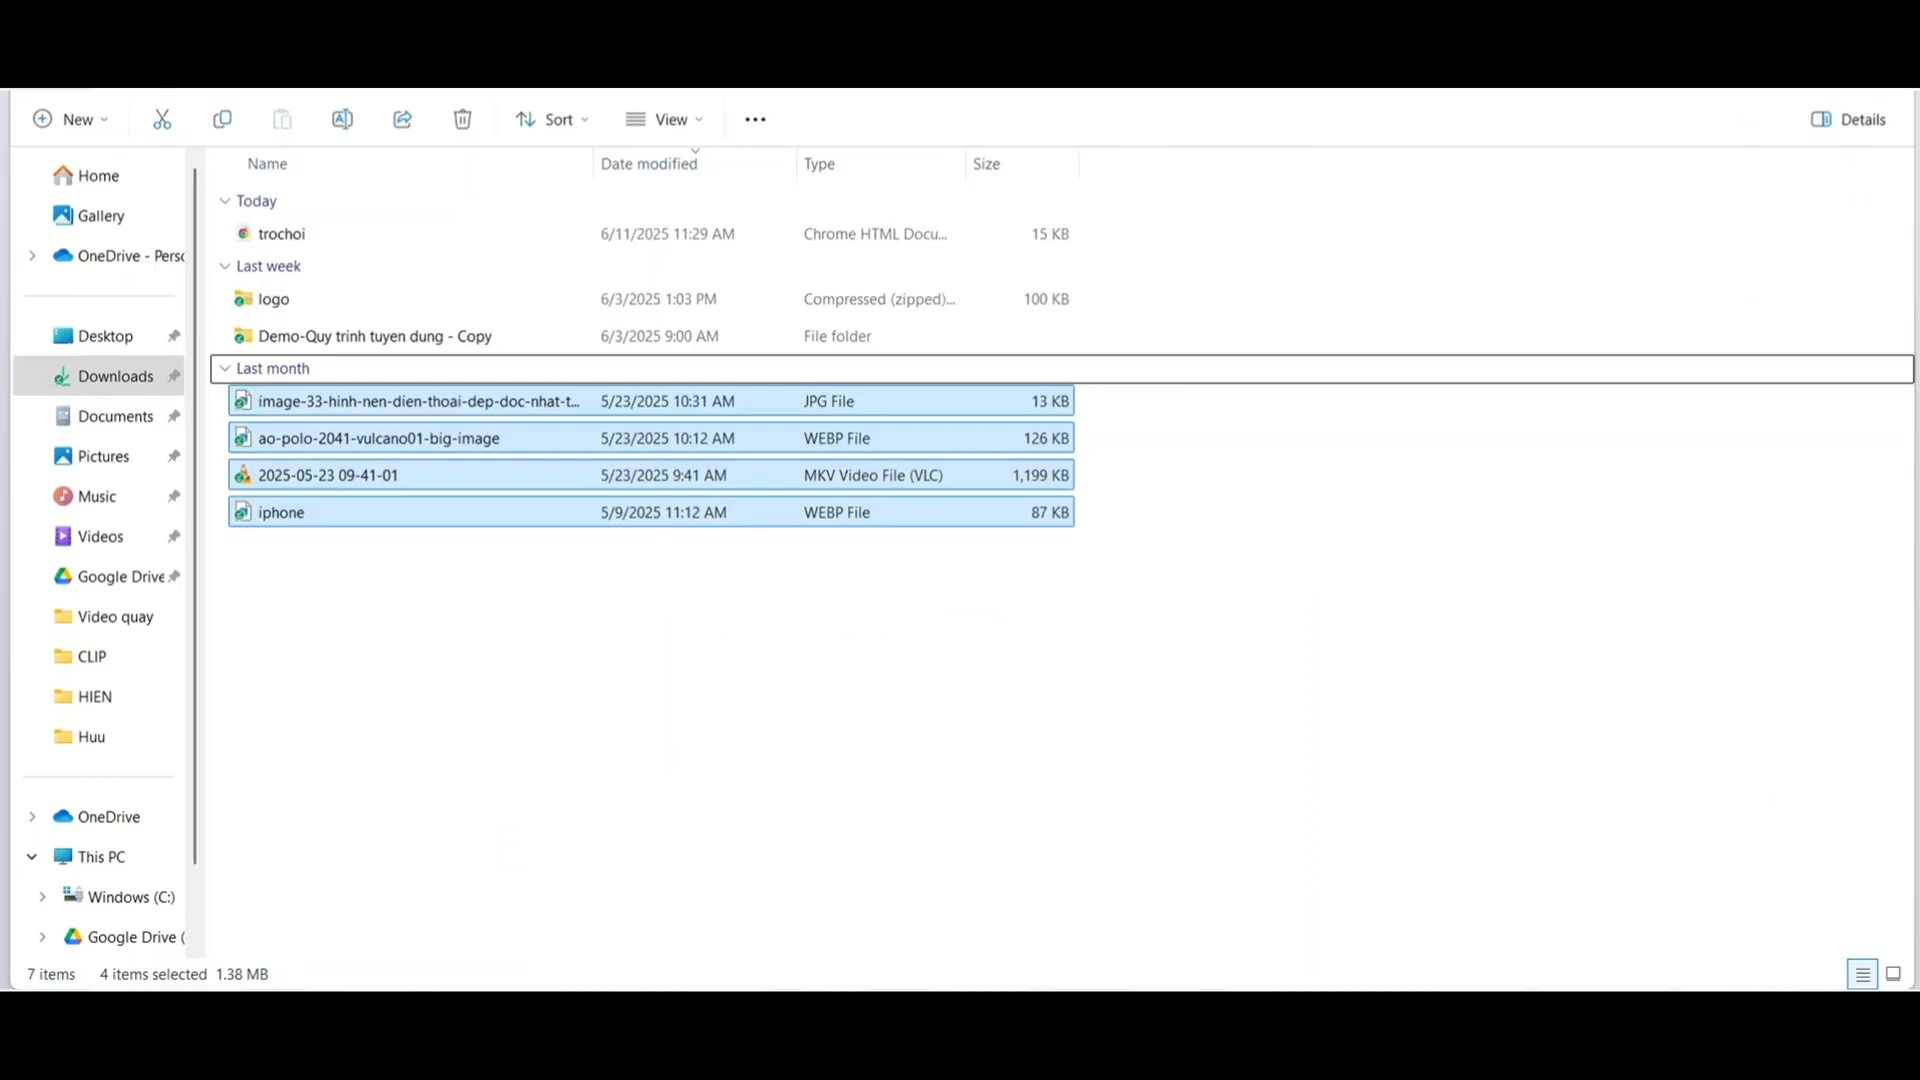 New Sort View Details
Name Date modified Type Size
Home
Gallery
OneDrive - Perso
Desktop
Downloads
Documents
Pictures
Music
Videos
Google Drive
Video quay
CLIP
HIEN
Huu
OneDrive
This PC
Windows (C:)
Google Drive (
Today
trochoi 6/11/2025 11:29 AM Chrome HTML Docu... 15 KB
Last week
logo 6/3/2025 1:03 PM Compressed (zipped)... 100 KB
Demo-Quy trinh tuyen dung - Copy 6/3/2025 9:00 AM File folder
Last month
image-33-hinh-nen-dien-thoai-dep-doc-nhat-t... 5/23/2025 10:31 AM JPG File 13 KB
ao-polo-2041-vulcano01-big-image 5/23/2025 10:12 AM WEBP File 126 KB
2025-05-23 09-41-01 5/23/2025 9:41 AM MKV Video File (VLC) 1,199 KB
iphone 5/9/2025 11:12 AM WEBP File 87 KB
7 items 4 items selected 1.38 MB